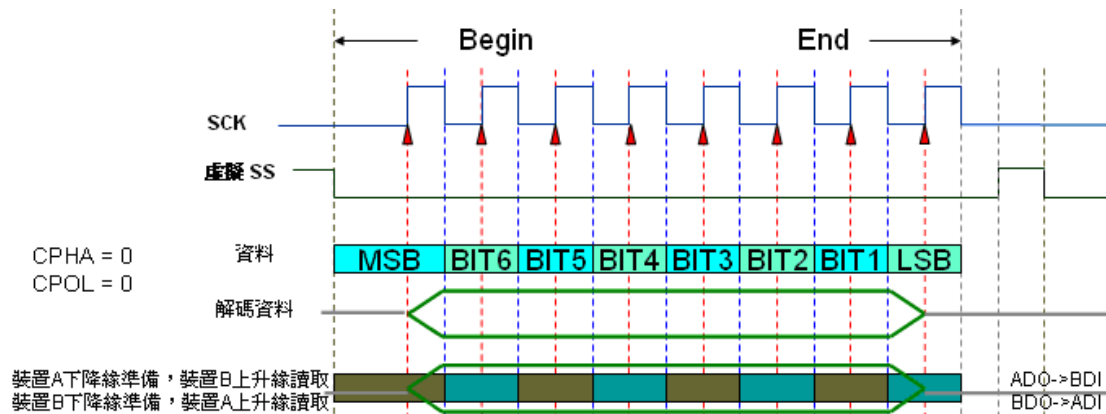 Begin End
SCK
虛擬 SS
CPHA = 0
CPOL = 0
資料
MSB BIT6 BIT5 BIT4 BIT3 BIT2 BIT1 LSB
解碼資料
裝置A下降緣準備，裝置B上升緣讀取
裝置B下降緣準備，裝置A上升緣讀取
ADO->BDI
BDO->ADI